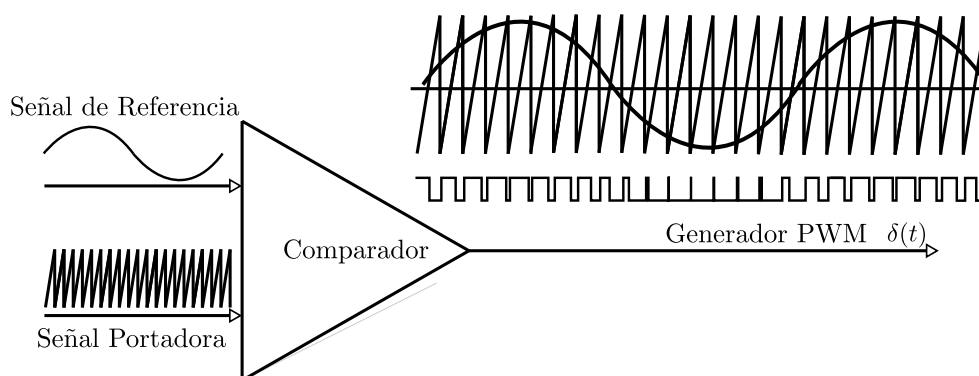 Señal de Referencia
Comparador
Generador PWM δ(t)
Señal Portadora